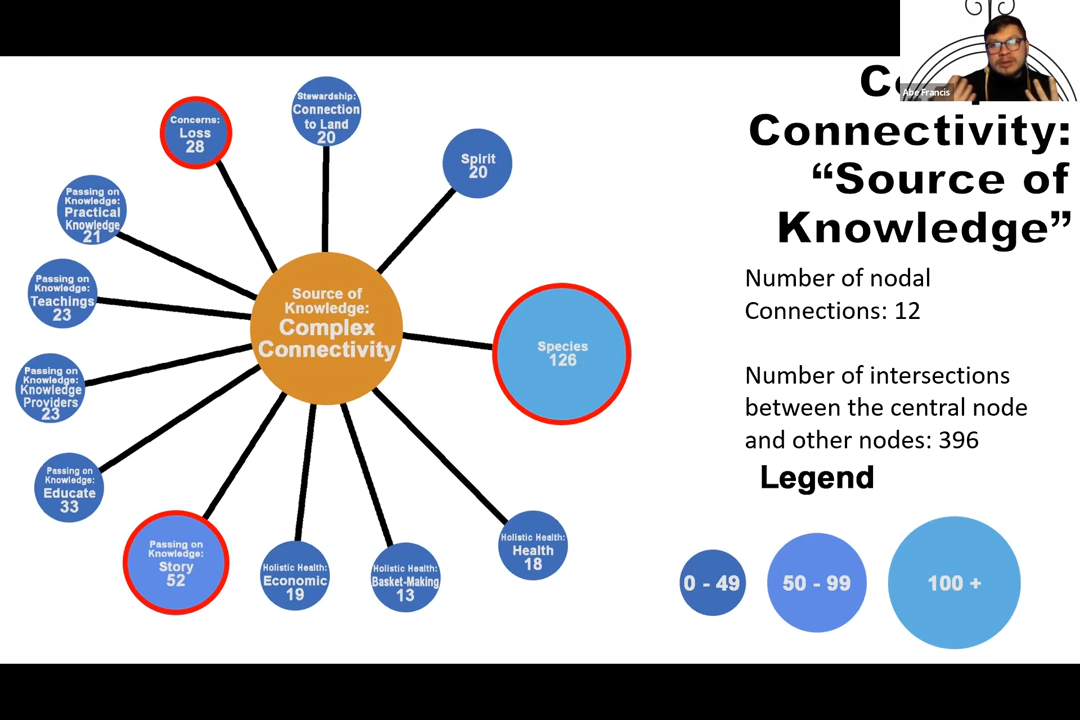 Abe Francis
Connectivity:
“Source of
Knowledge”
Number of nodal
Connections: 12
Number of intersections
between the central node
and other nodes: 396
Legend
0 - 49
50 - 99
100 +
Source of
Knowledge:
Complex
Connectivity
Stewardship:
Connection
to Land
20
Spirit
20
Species
126
Holistic Health:
Health
18
Holistic Health:
Basket-Making
13
Holistic Health:
Economic
19
Passing on
Knowledge:
Story
52
Passing on
Knowledge:
Educate
33
Passing on
Knowledge:
Knowledge
Providers
23
Passing on
Knowledge:
Teachings
23
Passing on
Knowledge:
Practical
Knowledge
21
Concerns:
Loss
28